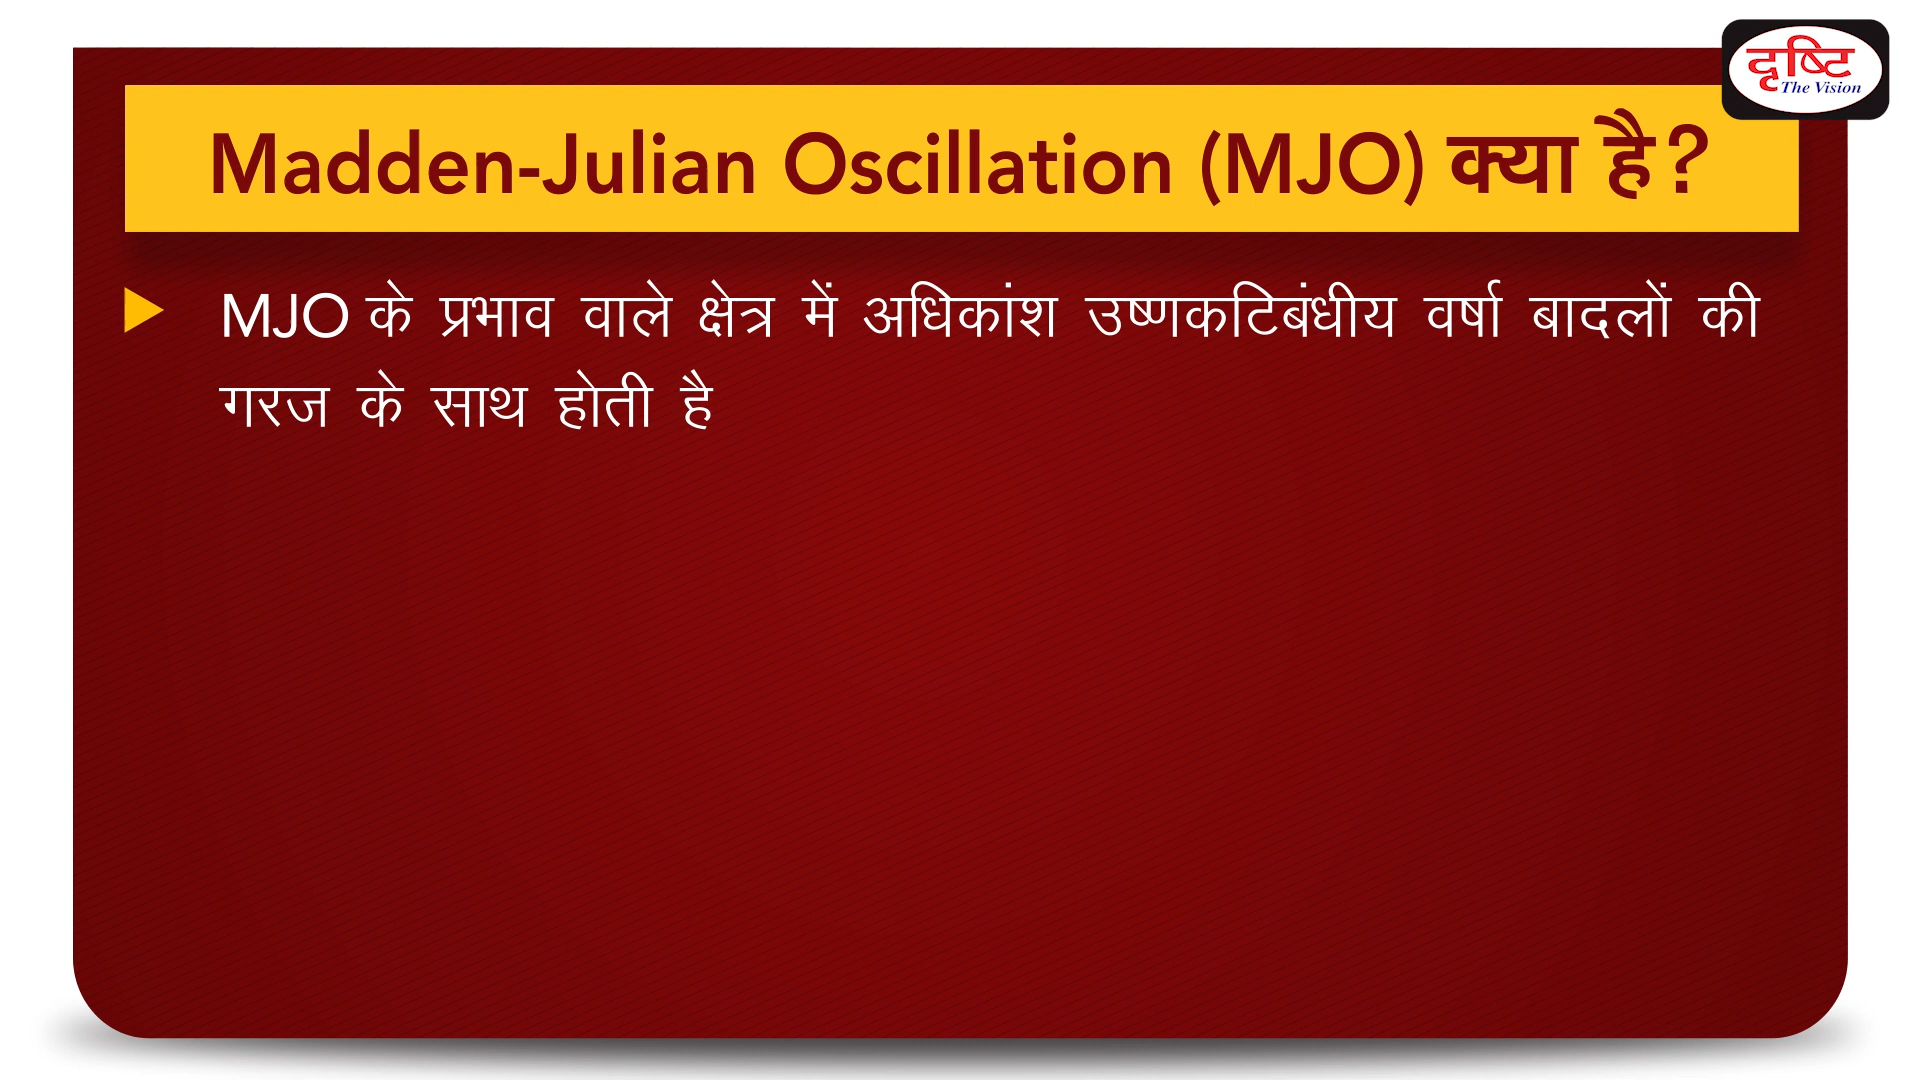 दृष्टि
The Vision
Madden-Julian Oscillation (MJO) क्या है?
MJO के प्रभाव वाले क्षेत्र में अधिकांश उष्णकटिबंधीय वर्षा बादलों की
गरज के साथ होती है